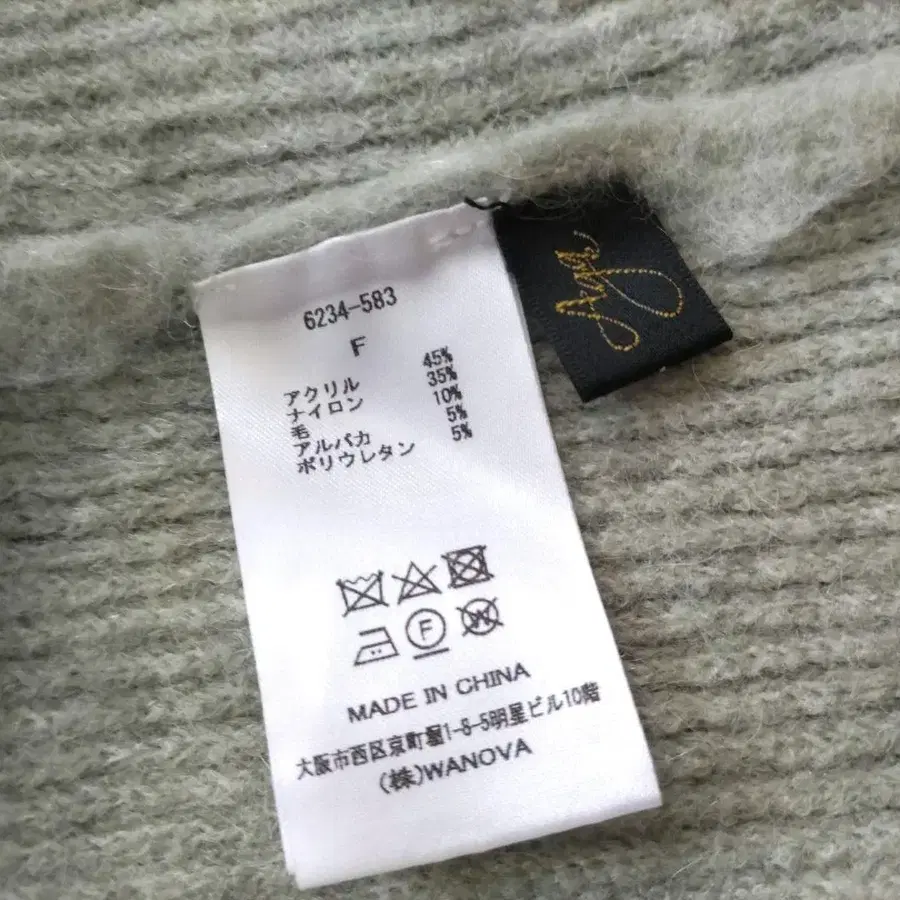 6234-583
F
アクリル 45%
ナイロン 35%
毛 10%
アルパカ 5%
ポリウレタン 5%
F
W
MADE IN CHINA
大阪市西区京町堀1-8-5明星ビル10階
(株)WANOVA